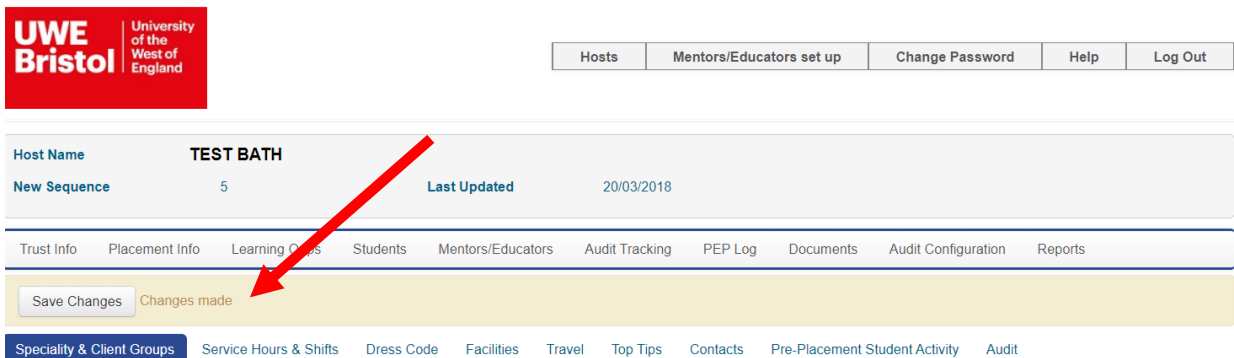 UWE Bristol
University of the West of England
Hosts Mentors/Educators set up Change Password Help Log Out
Host Name TEST BATH
New Sequence 5 Last Updated 20/03/2018
Trust Info Placement Info Learning Students Mentors/Educators Audit Tracking PEP Log Documents Audit Configuration Reports
Save Changes Changes made
Speciality & Client Groups Service Hours & Shifts Dress Code Facilities Travel Top Tips Contacts Pre-Placement Student Activity Audit